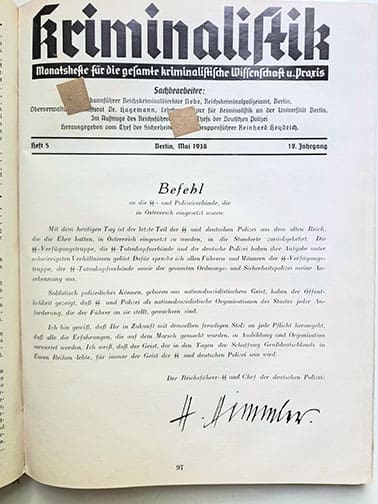 Kriminalistik
Monatshefte für die gesamte kriminalistische Wissenschaft u. Praxis
Sachbearbeiter:
bannführer Reichskriminaldirektor Nebe, Reichskriminalpolizeiamt, Berlin,
Oberverwalt Dr. Hagemann, für Kriminalistik an der Universität Berlin.
Im Auftrage des Reichsführer Chefs der Deutschen Polizei
Herausgegeben vom Chef der Sicherheit gruppenführer Reinhard Heydrich.
Heft 5 Berlin, Mai 1938 12. Jahrgang
Befehl
an die ᛋᛋ- und Polizeiverbände, die
in Österreich eingesetzt waren.
Mit dem heutigen Tag ist der letzte Teil der ᛋᛋ und deutschen Polizei aus dem alten Reich,
die die Ehre hatten, in Österreich eingesetzt zu werden, in die Standorte zurückgekehrt. Die
ᛋᛋ-Verfügungstruppe, die ᛋᛋ-Totenkopfverbände und die deutsche Polizei haben ihre Aufgabe unter
schwierigsten Verhältnissen gelöst. Dafür spreche ich allen Führern und Männern der ᛋᛋ-Verfügungs-
truppe, der ᛋᛋ-Totenkopfverbände sowie der gesamten Ordnungs- und Sicherheitspolizei meine An-
erkennung aus.
Soldatisch polizeiliches Können, geboren aus nationalsozialistischem Geist, haben der Öffent-
lichkeit gezeigt, daß ᛋᛋ und Polizei als nationalsozialistische Organisationen des Staates jeder An-
forderung, die der Führer an sie stellt, gewachsen sind.
Ich bin gewiß, daß Ihr in Zukunft mit demselben freudigen Stolz an jede Pflicht herangeht,
daß alle die Erfahrungen, die auf dem Marsch gemacht wurden, in Ausbildung und Organisation
verwertet werden. Ich weiß, daß der Geist, der in den Tagen der Schaffung Großdeutschlands in
Euren Reihen lebte, für immer der Geist der ᛋᛋ und deutschen Polizei sein wird.
Der Reichsführer-ᛋᛋ und Chef der deutschen Polizei:
H. Himmler.
97